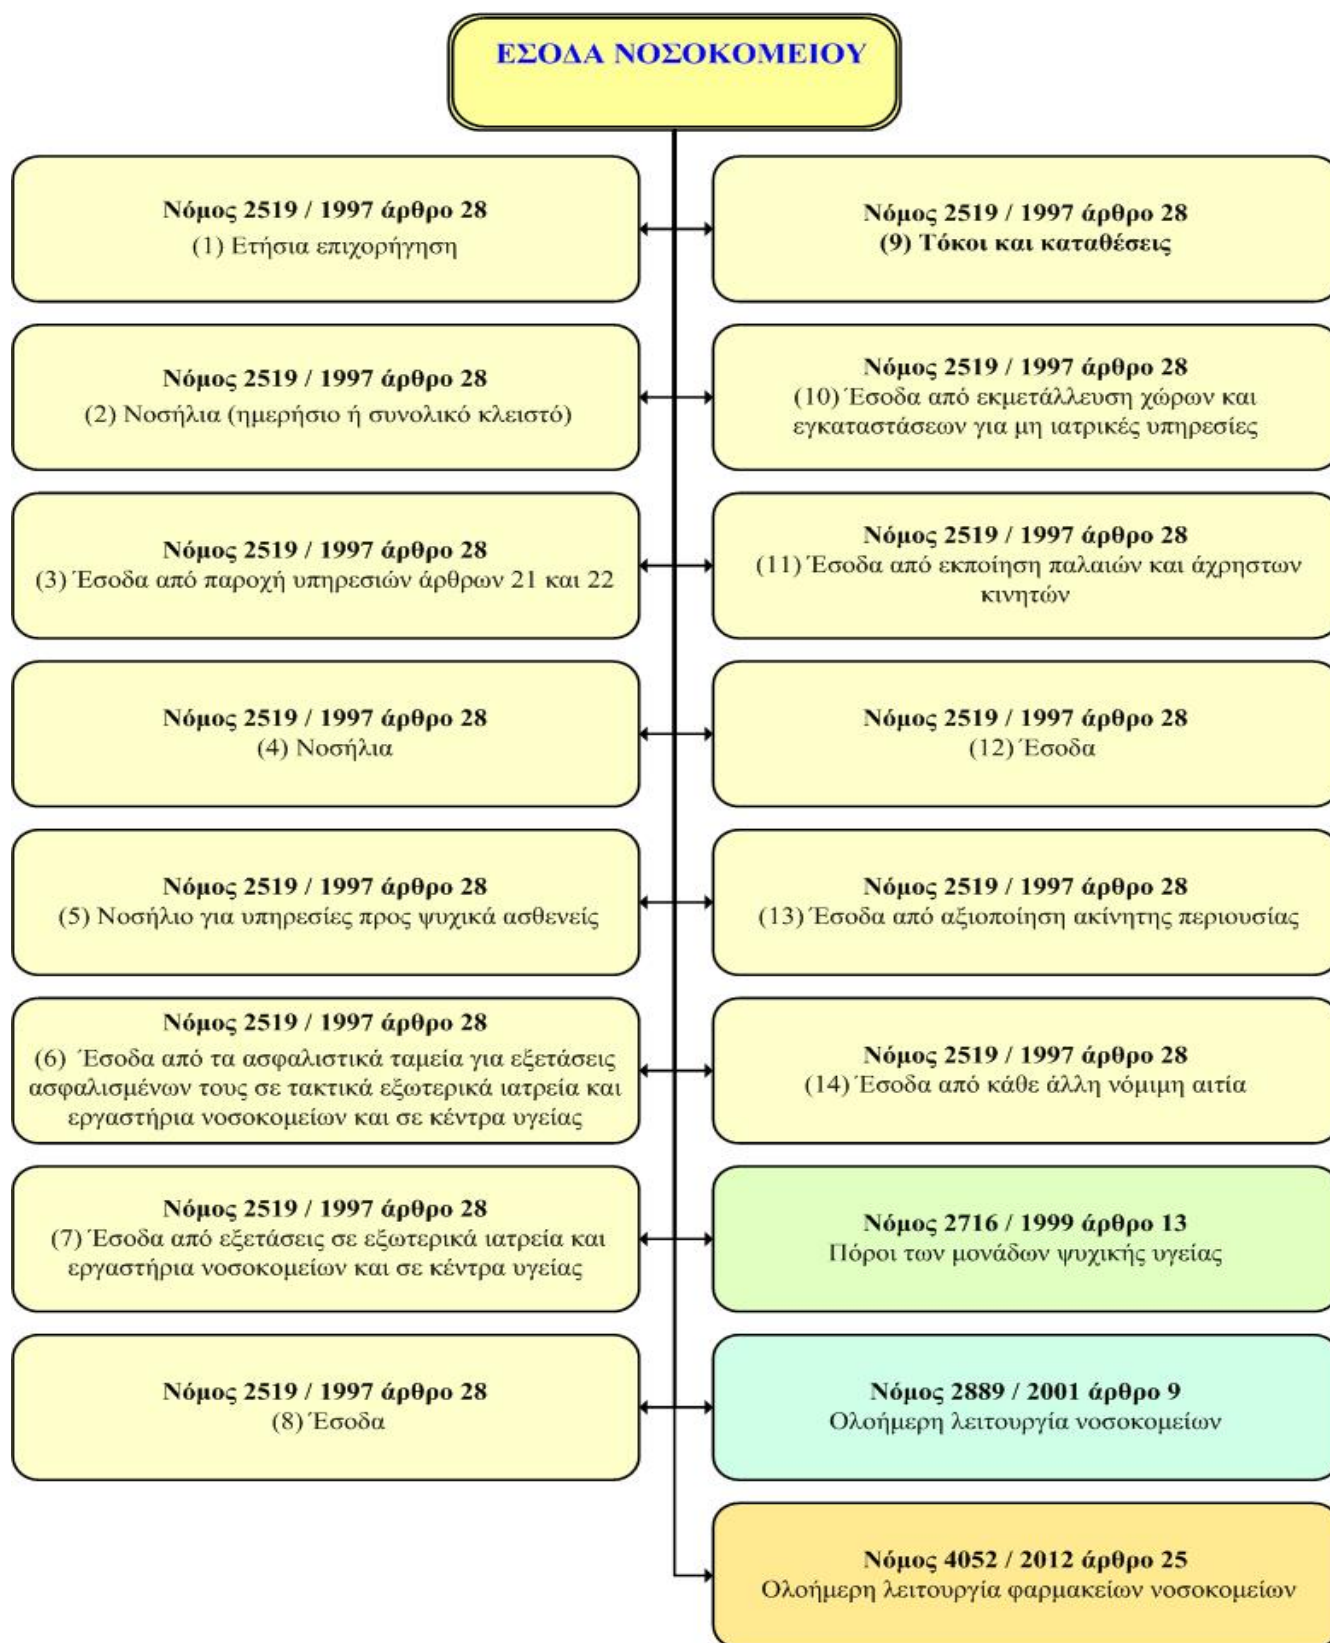 ΕΣΟΔΑ ΝΟΣΟΚΟΜΕΙΟΥ
Νόμος 2519 / 1997 άρθρο 28
(1) Ετήσια επιχορήγηση
Νόμος 2519 / 1997 άρθρο 28
(2) Νοσήλια (ημερήσιο ή συνολικό κλειστό)
Νόμος 2519 / 1997 άρθρο 28
(3) Έσοδα από παροχή υπηρεσιών άρθρων 21 και 22
Νόμος 2519 / 1997 άρθρο 28
(4) Νοσήλια
Νόμος 2519 / 1997 άρθρο 28
(5) Νοσήλιο για υπηρεσίες προς ψυχικά ασθενείς
Νόμος 2519 / 1997 άρθρο 28
(6) Έσοδα από τα ασφαλιστικά ταμεία για εξετάσεις
ασφαλισμένων τους σε τακτικά εξωτερικά ιατρεία και
εργαστήρια νοσοκομείων και σε κέντρα υγείας
Νόμος 2519 / 1997 άρθρο 28
(7) Έσοδα από εξετάσεις σε εξωτερικά ιατρεία και
εργαστήρια νοσοκομείων και σε κέντρα υγείας
Νόμος 2519 / 1997 άρθρο 28
(8) Έσοδα
Νόμος 2519 / 1997 άρθρο 28
(9) Τόκοι και καταθέσεις
Νόμος 2519 / 1997 άρθρο 28
(10) Έσοδα από εκμετάλλευση χώρων και
εγκαταστάσεων για μη ιατρικές υπηρεσίες
Νόμος 2519 / 1997 άρθρο 28
(11) Έσοδα από εκποίηση παλαιών και άχρηστων
κινητών
Νόμος 2519 / 1997 άρθρο 28
(12) Έσοδα
Νόμος 2519 / 1997 άρθρο 28
(13) Έσοδα από αξιοποίηση ακίνητης περιουσίας
Νόμος 2519 / 1997 άρθρο 28
(14) Έσοδα από κάθε άλλη νόμιμη αιτία
Νόμος 2716 / 1999 άρθρο 13
Πόροι των μονάδων ψυχικής υγείας
Νόμος 2889 / 2001 άρθρο 9
Ολοήμερη λειτουργία νοσοκομείων
Νόμος 4052 / 2012 άρθρο 25
Ολοήμερη λειτουργία φαρμακείων νοσοκομείων